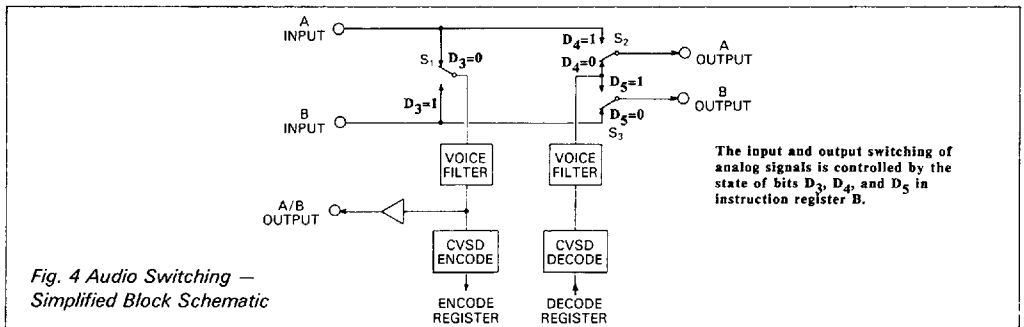 A
INPUT
S₁
D₃=0
D₃=1
B
INPUT
D₄=1
S₂
D₄=0
D₅=1
D₅=0
S₃
A
OUTPUT
B
OUTPUT
The input and output switching of
analog signals is controlled by the
state of bits D₃, D₄, and D₅ in
instruction register B.
VOICE
FILTER
VOICE
FILTER
A/B
OUTPUT
CVSD
ENCODE
CVSD
DECODE
ENCODE
REGISTER
DECODE
REGISTER
Fig. 4 Audio Switching —
Simplified Block Schematic